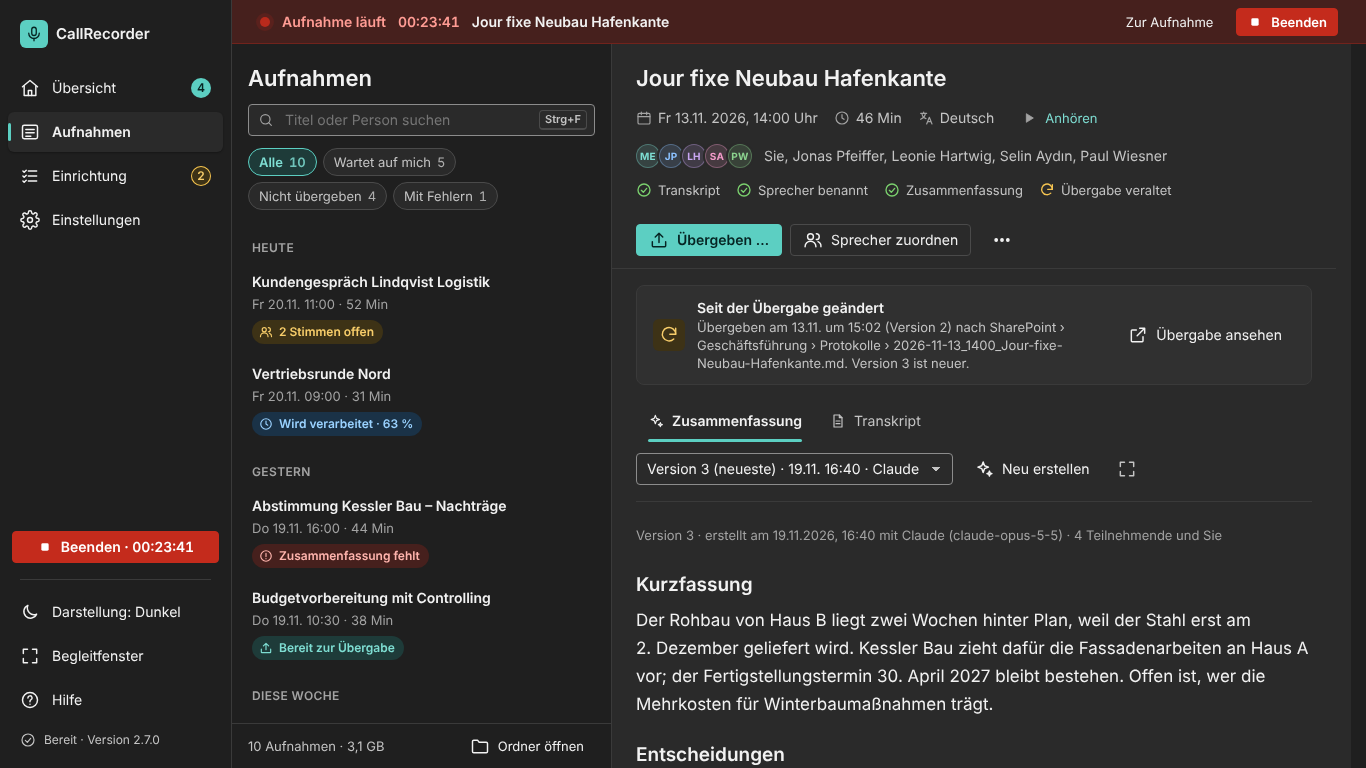 CallRecorder
Übersicht 4
Aufnahmen
Einrichtung 2
Einstellungen
Beenden · 00:23:41
Darstellung: Dunkel
Begleitfenster
Hilfe
Bereit · Version 2.7.0
Aufnahme läuft 00:23:41 Jour fixe Neubau Hafenkante
Zur Aufnahme
Beenden
Aufnahmen
Titel oder Person suchen Strg+F
Alle 10 Wartet auf mich 5
Nicht übergeben 4 Mit Fehlern 1
HEUTE
Kundengespräch Lindqvist Logistik
Fr 20.11. 11:00 · 52 Min
2 Stimmen offen
Vertriebsrunde Nord
Fr 20.11. 09:00 · 31 Min
Wird verarbeitet · 63 %
GESTERN
Abstimmung Kessler Bau – Nachträge
Do 19.11. 16:00 · 44 Min
Zusammenfassung fehlt
Budgetvorbereitung mit Controlling
Do 19.11. 10:30 · 38 Min
Bereit zur Übergabe
DIESE WOCHE
10 Aufnahmen · 3,1 GB
Ordner öffnen
Jour fixe Neubau Hafenkante
Fr 13.11. 2026, 14:00 Uhr 46 Min Deutsch Anhören
ME JP LH SA PW Sie, Jonas Pfeiffer, Leonie Hartwig, Selin Aydın, Paul Wiesner
Transkript Sprecher benannt Zusammenfassung Übergabe veraltet
Übergeben ... Sprecher zuordnen
Seit der Übergabe geändert
Übergeben am 13.11. um 15:02 (Version 2) nach SharePoint ›
Geschäftsführung › Protokolle › 2026-11-13_1400_Jour-fixe-
Neubau-Hafenkante.md. Version 3 ist neuer.
Übergabe ansehen
Zusammenfassung Transkript
Version 3 (neueste) · 19.11. 16:40 · Claude Neu erstellen
Version 3 · erstellt am 19.11.2026, 16:40 mit Claude (claude-opus-5-5) · 4 Teilnehmende und Sie
Kurzfassung
Der Rohbau von Haus B liegt zwei Wochen hinter Plan, weil der Stahl erst am
2. Dezember geliefert wird. Kessler Bau zieht dafür die Fassadenarbeiten an Haus A
vor; der Fertigstellungstermin 30. April 2027 bleibt bestehen. Offen ist, wer die
Mehrkosten für Winterbaumaßnahmen trägt.
Entscheidungen